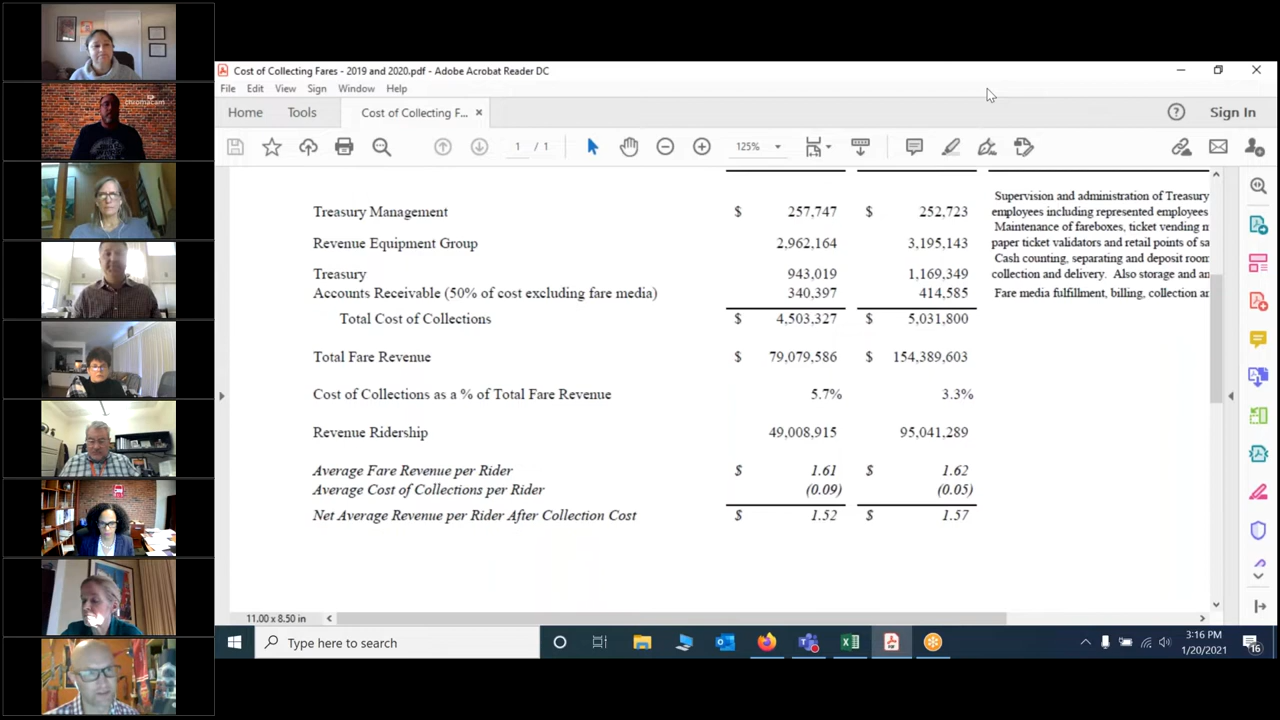 chromacam
Cost of Collecting Fares - 2019 and 2020.pdf - Adobe Acrobat Reader DC
File Edit View Sign Window Help
Home Tools Cost of Collecting F... Sign In
1 / 1 125%
Supervision and administration of Treasury
Treasury Management $ 257,747 $ 252,723 employees including represented employees
Maintenance of fareboxes, ticket vending m
Revenue Equipment Group 2,962,164 3,195,143 paper ticket validators and retail points of sa
Cash counting, separating and deposit room
Treasury 943,019 1,169,349 collection and delivery. Also storage and an
Accounts Receivable (50% of cost excluding fare media) 340,397 414,585 Fare media fulfillment, billing, collection ar
Total Cost of Collections $ 4,503,327 $ 5,031,800
Total Fare Revenue $ 79,079,586 $ 154,389,603
Cost of Collections as a % of Total Fare Revenue 5.7% 3.3%
Revenue Ridership 49,008,915 95,041,289
Average Fare Revenue per Rider $ 1.61 $ 1.62
Average Cost of Collections per Rider (0.09) (0.05)
Net Average Revenue per Rider After Collection Cost $ 1.52 $ 1.57
11.00 x 8.50 in
Type here to search
3:16 PM
1/20/2021
16